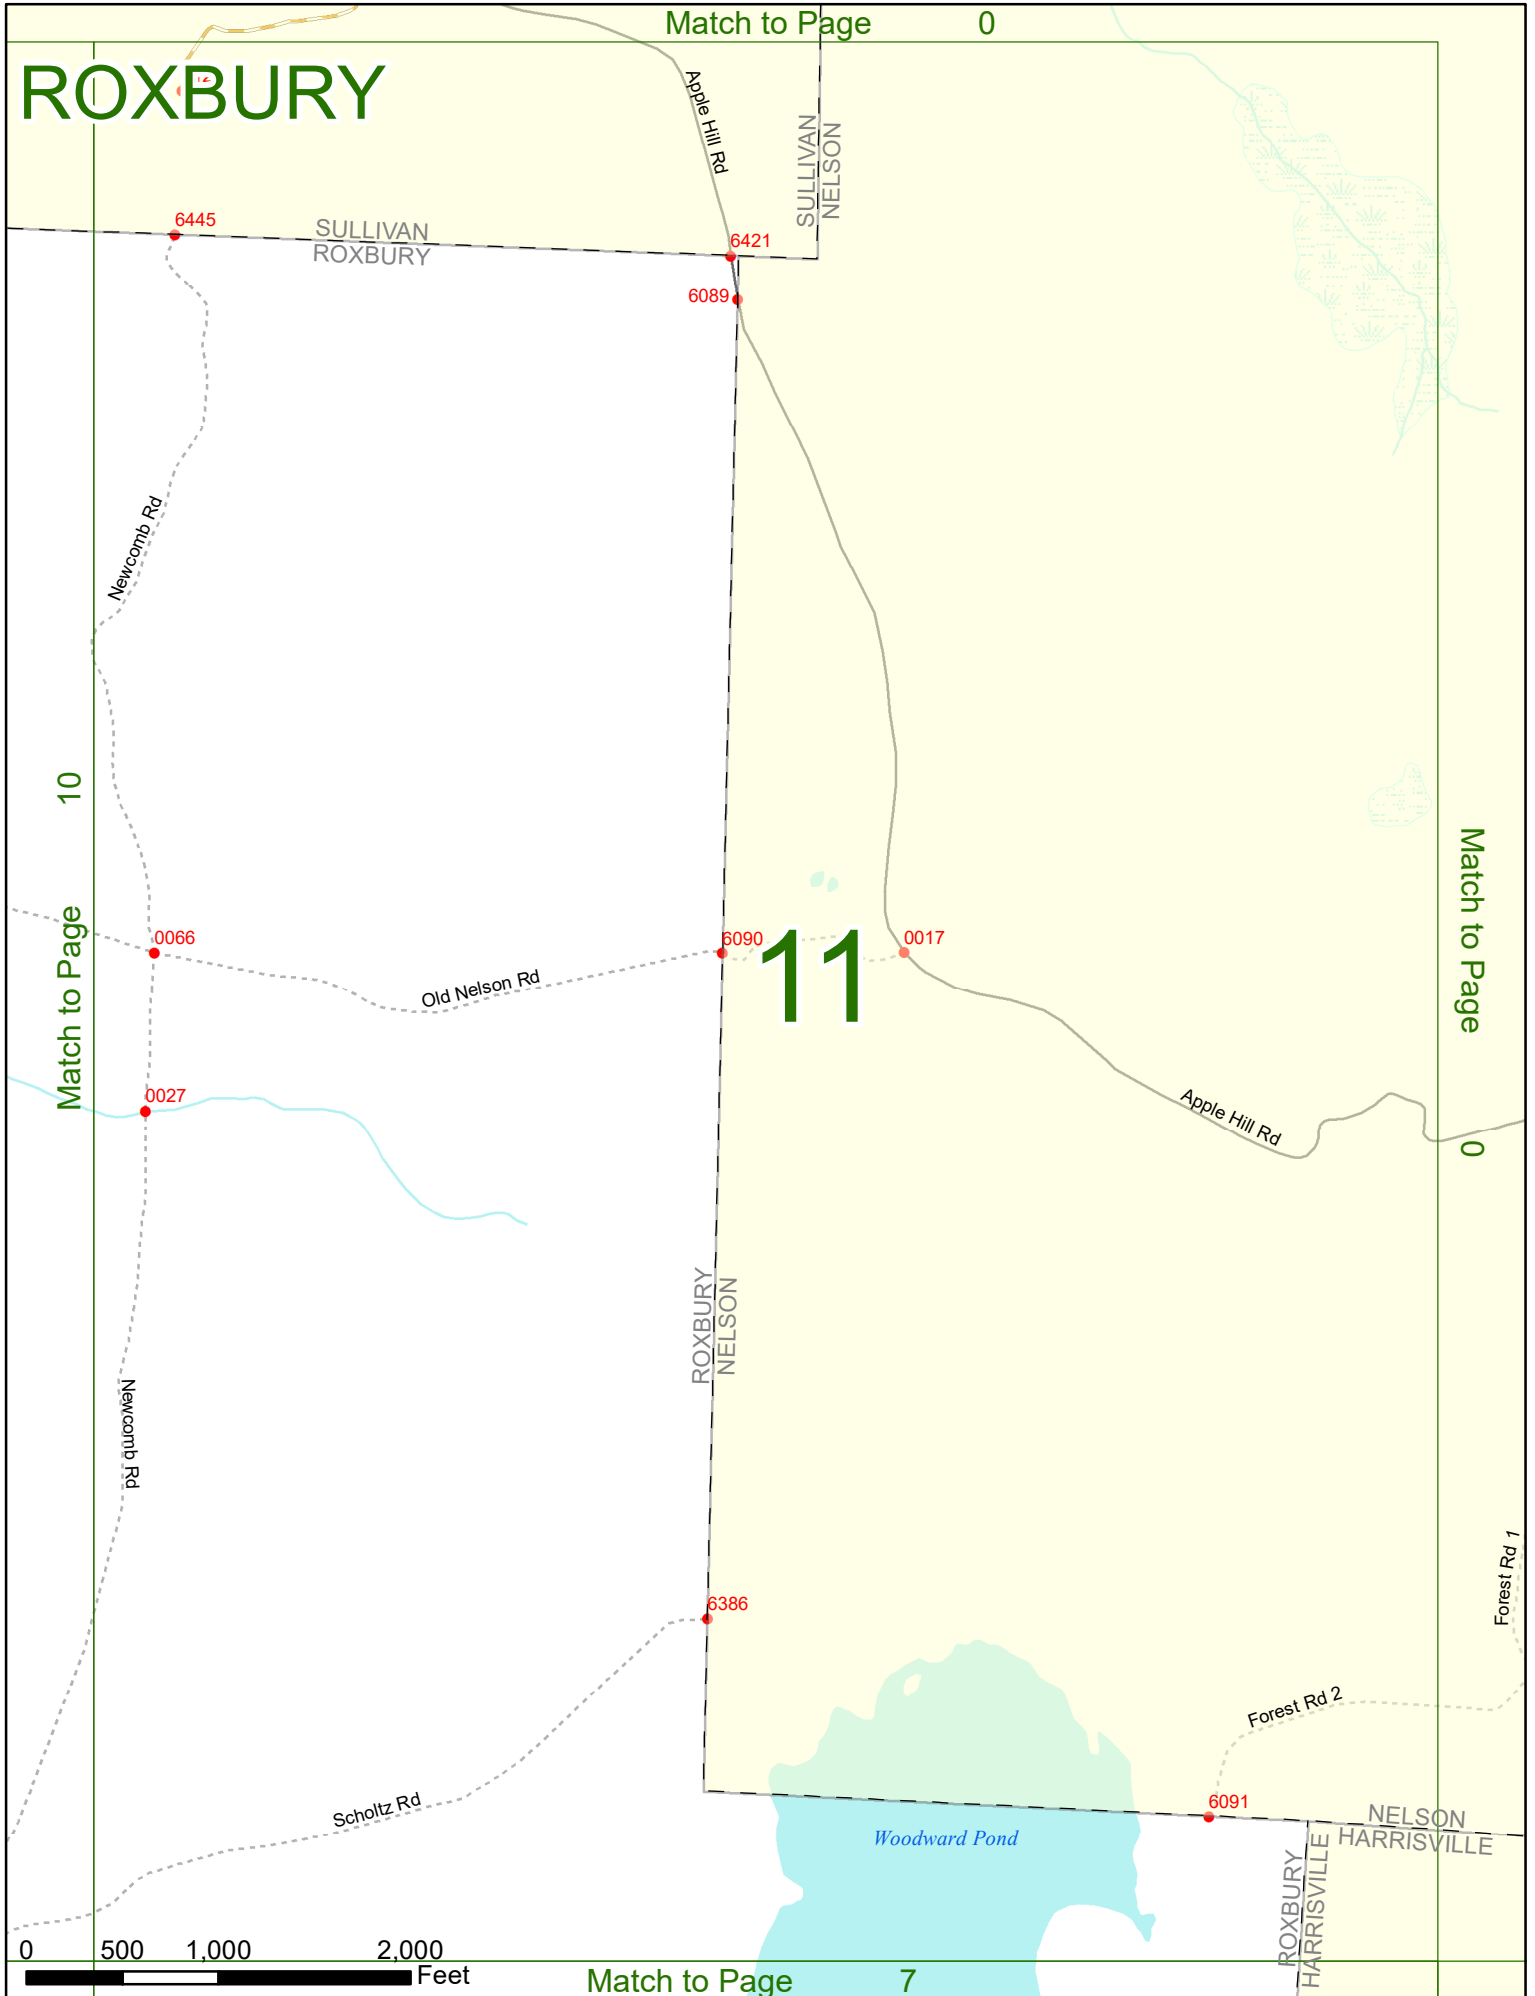 Match to Page 0
ROXBURY
Apple Hill Rd
SULLIVAN
NELSON
6445
SULLIVAN
ROXBURY
6421
6089
Newcomb Rd
10
Match to Page
Match to Page
0
0066
6090
0017
11
Old Nelson Rd
0027
Apple Hill Rd
ROXBURY
NELSON
Newcomb Rd
Forest Rd 1
6386
Forest Rd 2
Scholtz Rd
6091
NELSON
HARRISVILLE
Woodward Pond
ROXBURY
HARRISVILLE
0 500 1,000 2,000
Feet
Match to Page 7